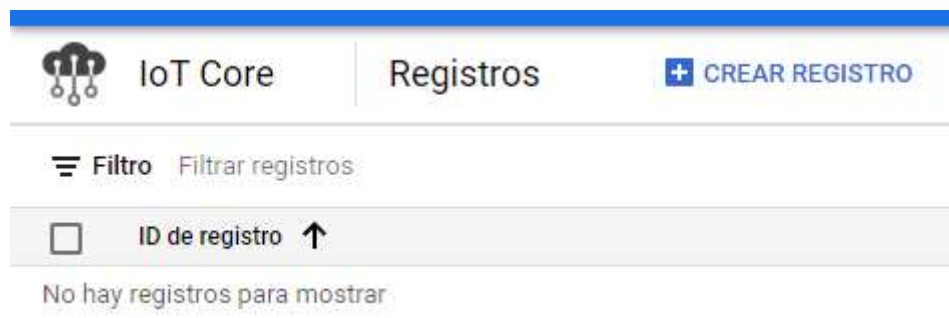 IoT Core Registros CREAR REGISTRO
Filtro Filtrar registros
ID de registro
No hay registros para mostrar